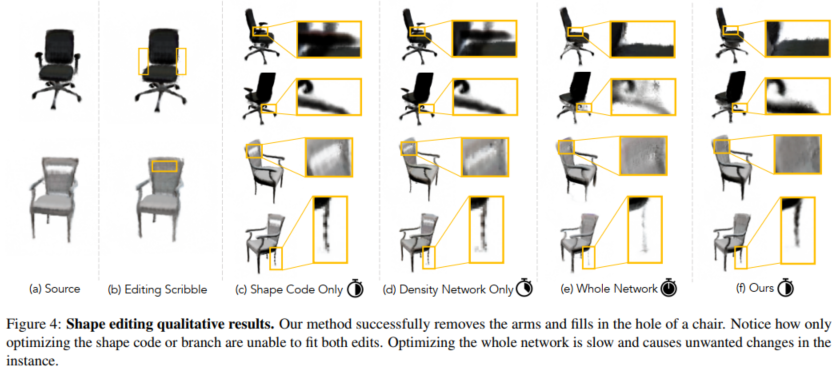 (a) Source (b) Editing Scribble (c) Shape Code Only (d) Density Network Only (e) Whole Network (f) Ours
Figure 4: Shape editing qualitative results. Our method successfully removes the arms and fills in the hole of a chair. Notice how only
optimizing the shape code or branch are unable to fit both edits. Optimizing the whole network is slow and causes unwanted changes in the
instance.